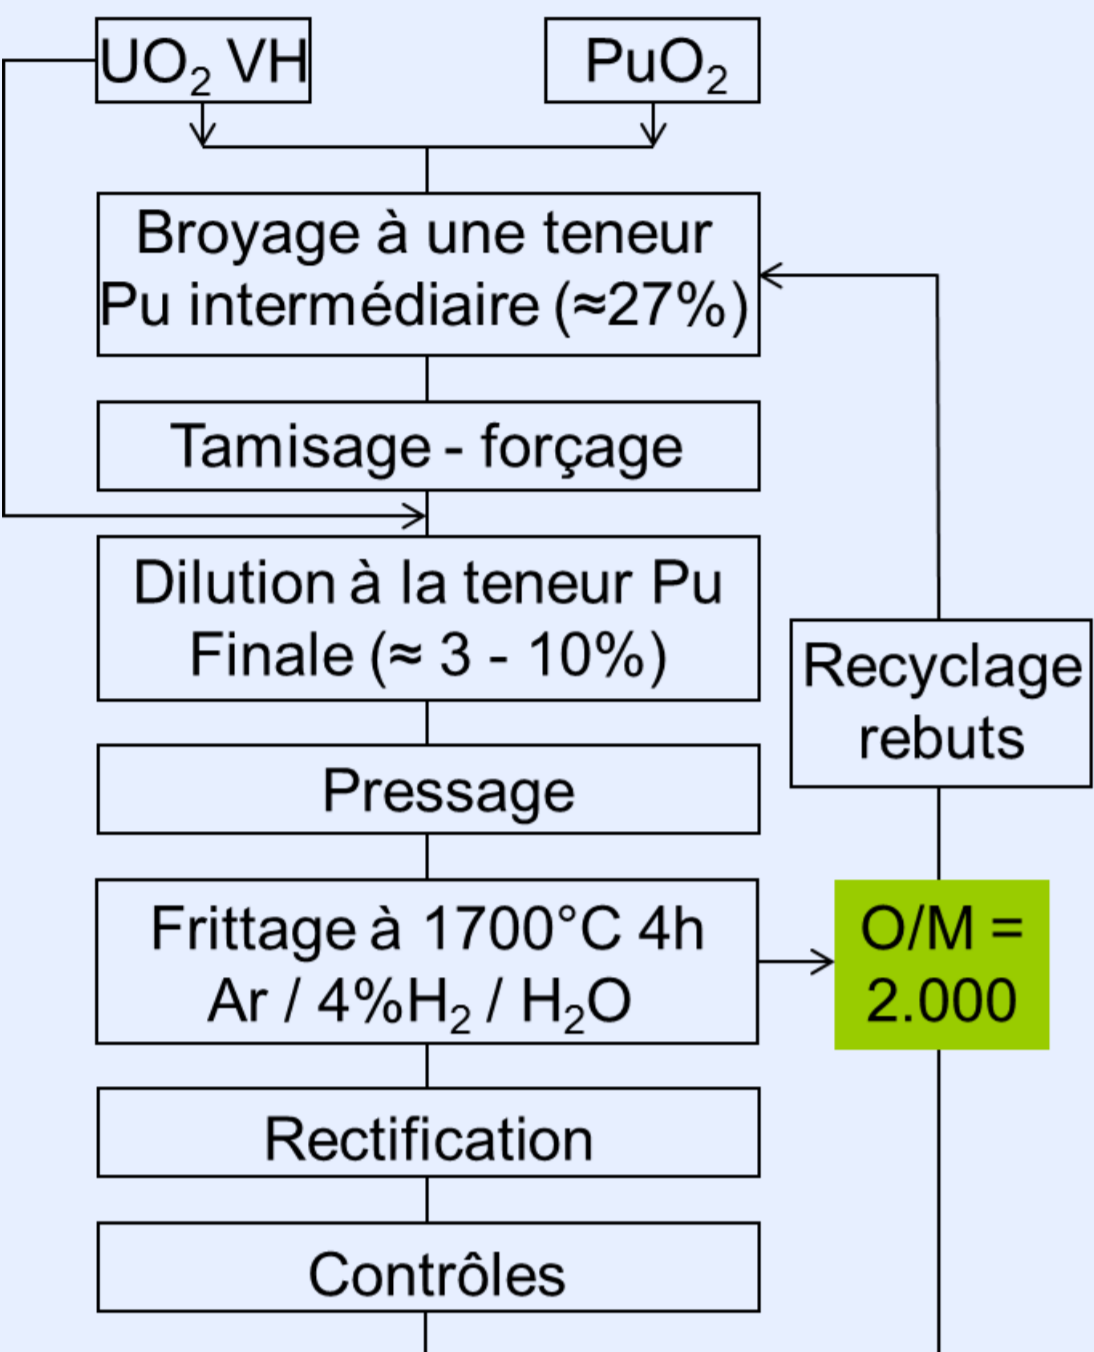 UO₂ VH
PuO₂
Broyage à une teneur
Pu intermédiaire (≈27%)
Tamisage - forçage
Dilution à la teneur Pu
Finale (≈ 3 - 10%)
Recyclage
rebuts
Pressage
Frittage à 1700°C 4h
Ar / 4%H₂ / H₂O
O/M =
2.000
Rectification
Contrôles